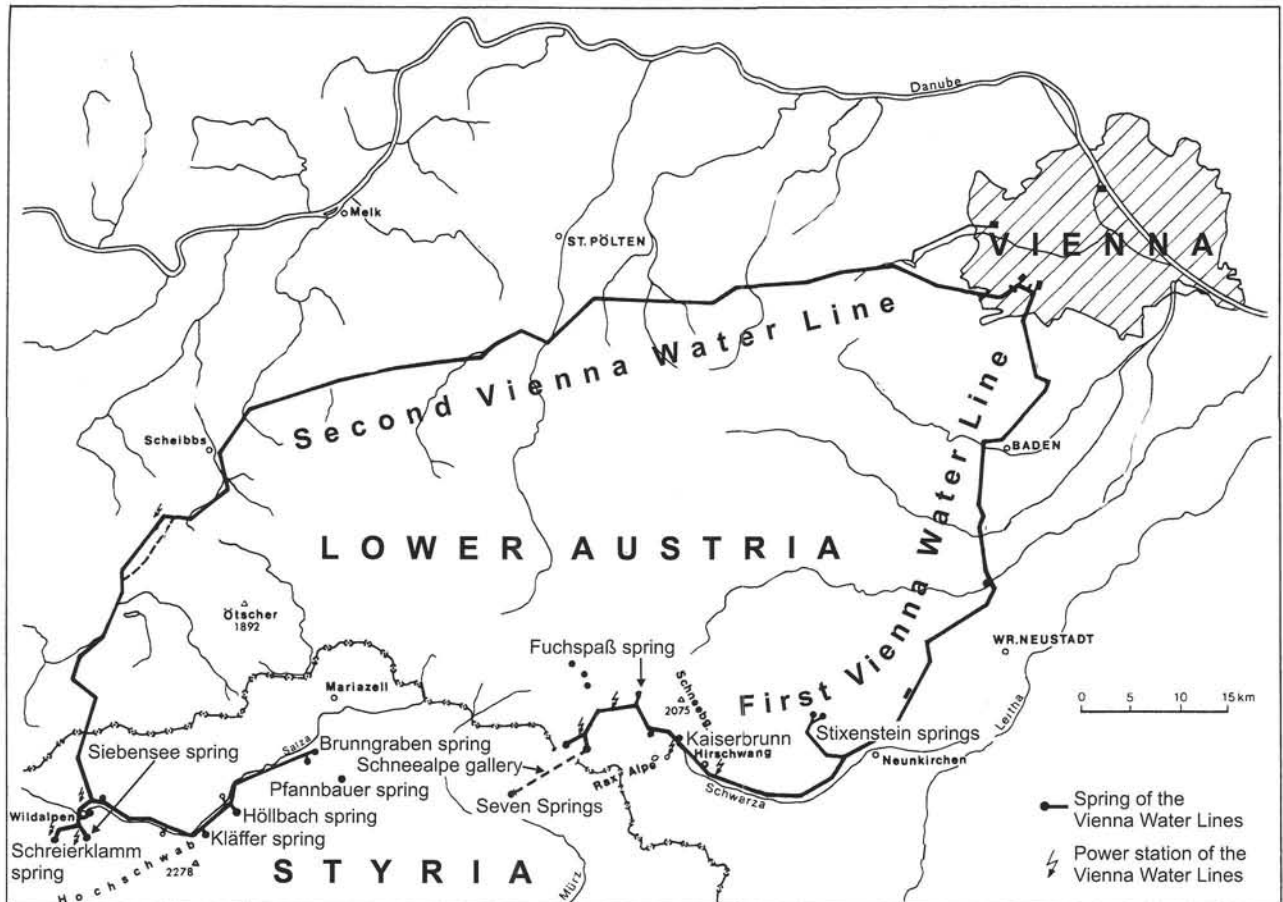 Danube
Melk
ST. PÖLTEN
VIENNA
Second Vienna Water Line
Scheibbs
BADEN
First Vienna Water Line
LOWER AUSTRIA
Ötscher
1892
Fuchspaß spring
WR. NEUSTADT
Mariazell
Schneebg.
2075
0 5 10 15 km
Leitha
Siebensee spring
Salza
Brunngraben spring
Schneealpe gallery
Kaiserbrunn
Stixenstein springs
Hirschwang
Neunkirchen
Pfannbauer spring
Rax-Alpe
Seven Springs
Schwarza
Wildalpen
Höllbach spring
Kläffer spring
Schreierklamm
spring
Hochschwab
2278
STYRIA
Mürz
Spring of the
Vienna Water Lines
Power station of the
Vienna Water Lines